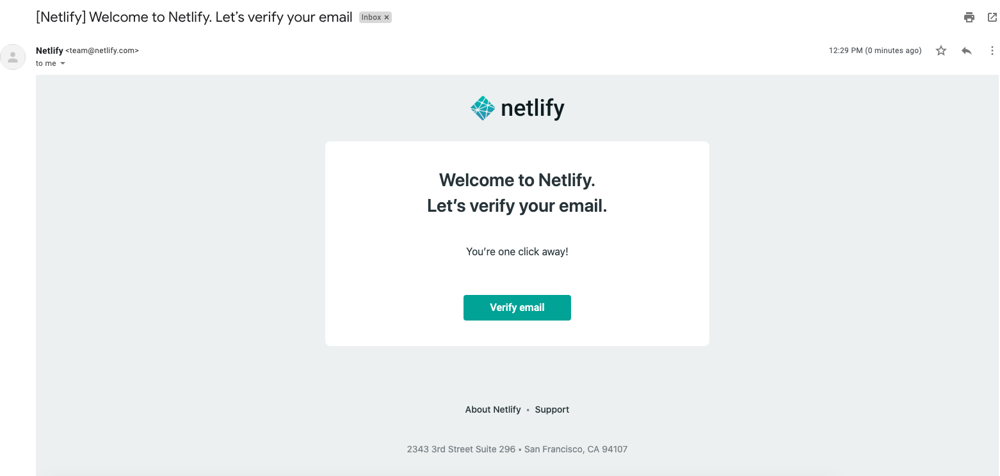 [Netlify] Welcome to Netlify. Let’s verify your email Inbox ×
Netlify <team@netlify.com> 12:29 PM (0 minutes ago)
to me
netlify
Welcome to Netlify.
Let’s verify your email.
You’re one click away!
Verify email
About Netlify • Support
2343 3rd Street Suite 296 • San Francisco, CA 94107